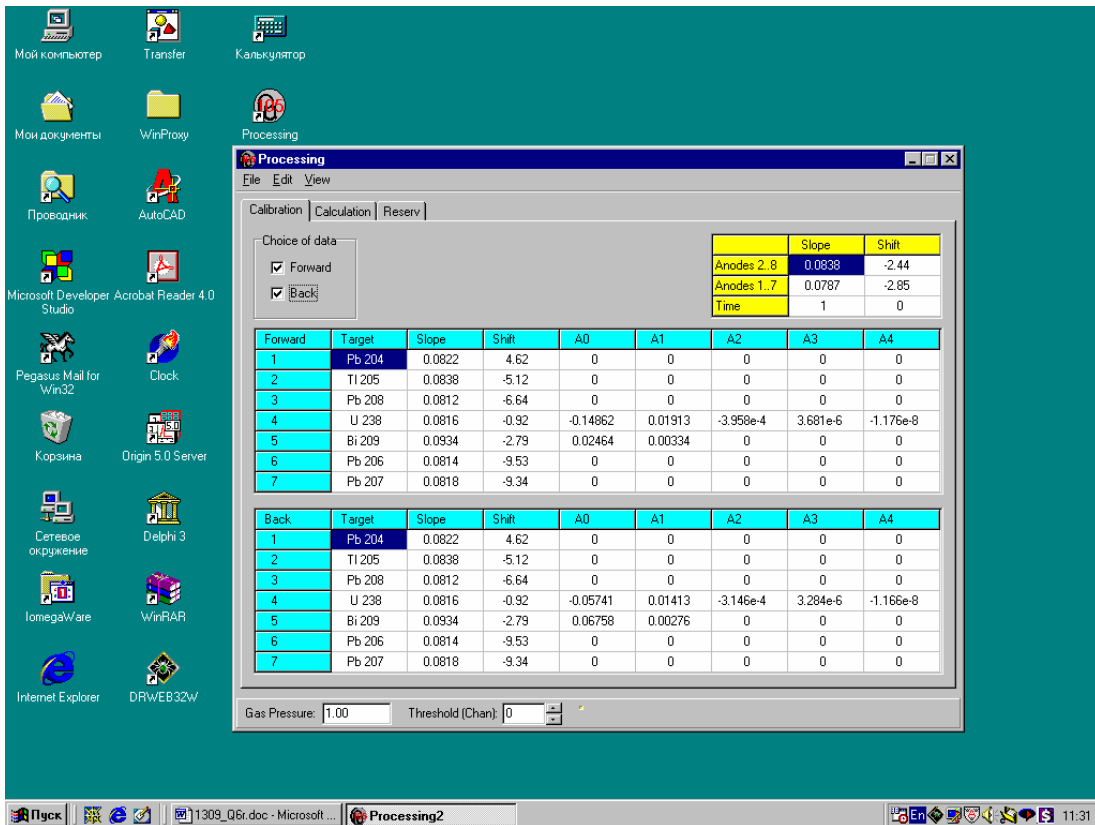 Мой компьютер
Transfer
Калькулятор
Мои документы
WinProxy
Processing
Проводник
AutoCAD
Microsoft Developer Studio
Acrobat Reader 4.0
Pegasus Mail for Win32
Clock
Корзина
Origin 5.0 Server
Сетевое окружение
Delphi 3
IomegaWare
WinRAR
Internet Explorer
DRWEB32W
Processing
File Edit View
Calibration Calculation Reserv
Choice of data
Forward
Back
Slope Shift
Anodes 2..8 0.0838 -2.44
Anodes 1..7 0.0787 -2.85
Time 1 0
Forward Target Slope Shift A0 A1 A2 A3 A4
1 Pb 204 0.0822 4.62 0 0 0 0 0
2 Tl 205 0.0838 -5.12 0 0 0 0 0
3 Pb 208 0.0812 -6.64 0 0 0 0 0
4 U 238 0.0816 -0.92 -0.14862 0.01913 -3.958e-4 3.681e-6 -1.176e-8
5 Bi 209 0.0934 -2.79 0.02464 0.00334 0 0 0
6 Pb 206 0.0814 -9.53 0 0 0 0 0
7 Pb 207 0.0818 -9.34 0 0 0 0 0
Back Target Slope Shift A0 A1 A2 A3 A4
1 Pb 204 0.0822 4.62 0 0 0 0 0
2 Tl 205 0.0838 -5.12 0 0 0 0 0
3 Pb 208 0.0812 -6.64 0 0 0 0 0
4 U 238 0.0816 -0.92 -0.05741 0.01413 -3.146e-4 3.284e-6 -1.166e-8
5 Bi 209 0.0934 -2.79 0.06758 0.00276 0 0 0
6 Pb 206 0.0814 -9.53 0 0 0 0 0
7 Pb 207 0.0818 -9.34 0 0 0 0 0
Gas Pressure: 1.00 Threshold (Chan): 0
Пуск 1309_Q6r.doc - Microsoft ... Processing2 En 11:31